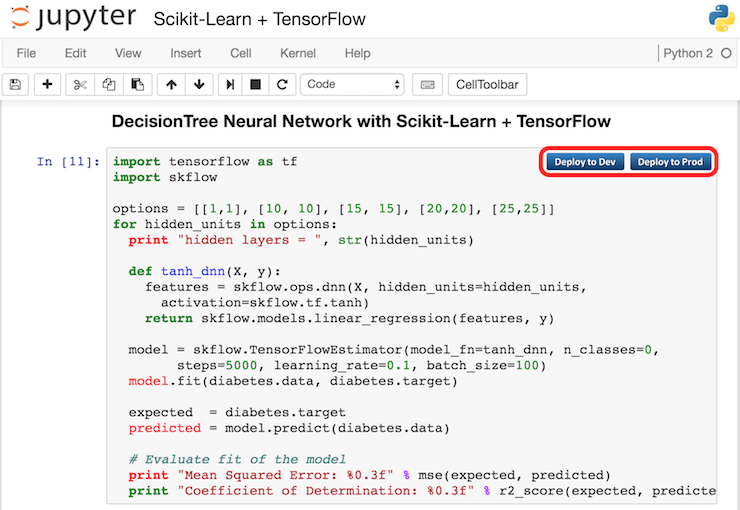 jupyter Scikit-Learn + TensorFlow
File Edit View Insert Cell Kernel Help Python 2
Code CellToolbar
DecisionTree Neural Network with Scikit-Learn + TensorFlow
In [11]: import tensorflow as tf Deploy to Dev Deploy to Prod
import skflow
options = [[1,1], [10, 10], [15, 15], [20,20], [25,25]]
for hidden_units in options:
print "hidden layers = ", str(hidden_units)
def tanh_dnn(X, y):
features = skflow.ops.dnn(X, hidden_units=hidden_units,
activation=skflow.tf.tanh)
return skflow.models.linear_regression(features, y)
model = skflow.TensorFlowEstimator(model_fn=tanh_dnn, n_classes=0,
steps=5000, learning_rate=0.1, batch_size=100)
model.fit(diabetes.data, diabetes.target)
expected = diabetes.target
predicted = model.predict(diabetes.data)
# Evaluate fit of the model
print "Mean Squared Error: %0.3f" % mse(expected, predicted)
print "Coefficient of Determination: %0.3f" % r2_score(expected, predicte